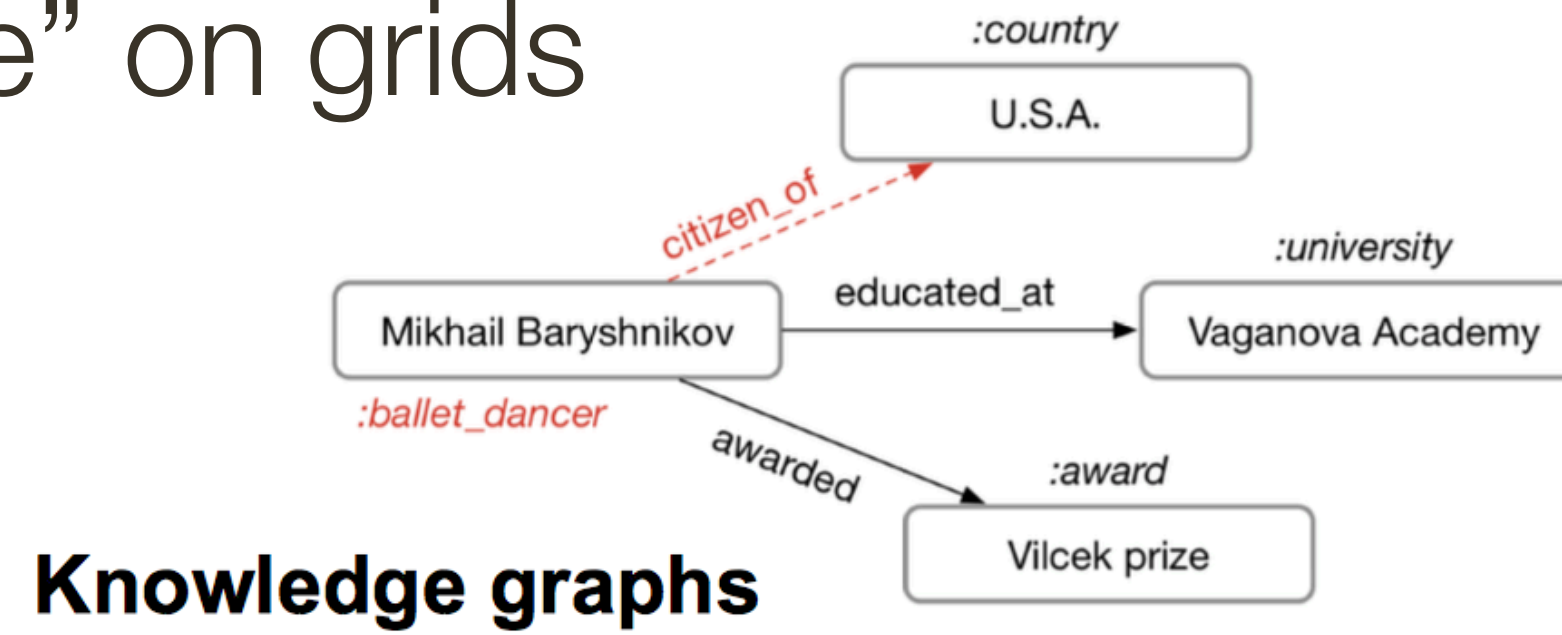 e” on grids
:country
U.S.A.
citizen_of
:university
educated_at
Mikhail Baryshnikov
Vaganova Academy
:ballet_dancer
awarded
:award
Vilcek prize
Knowledge graphs